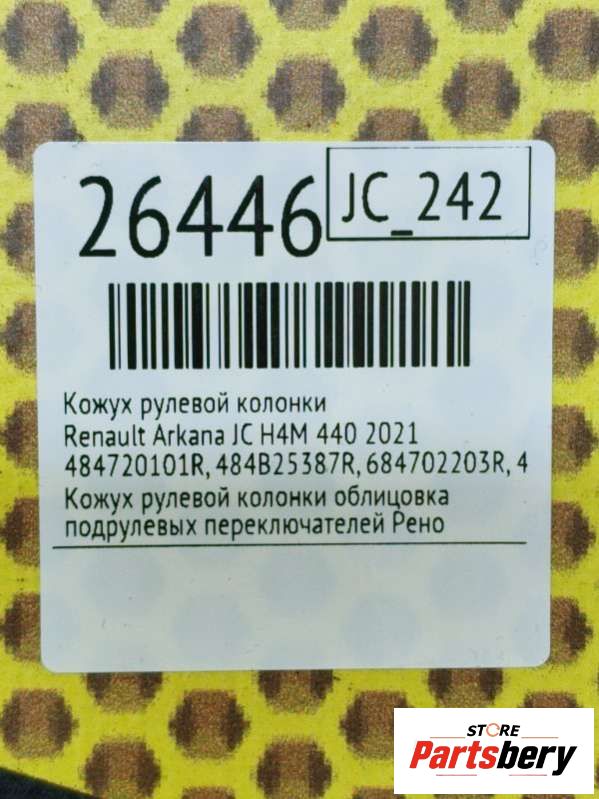 26446
JC_242
Кожух рулевой колонки
Renault Arkana JC H4M 440 2021
484720101R, 484B25387R, 684702203R, 4
Кожух рулевой колонки облицовка
подрулевых переключателей Рено
STORE
Partsbery